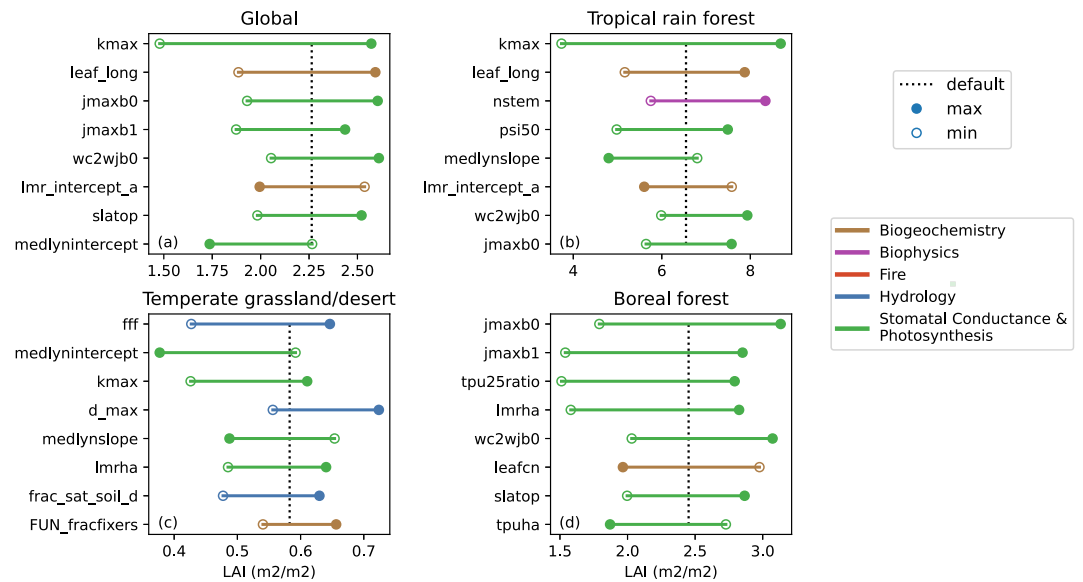 Global
kmax
leaf_long
jmaxb0
jmaxb1
wc2wjb0
lmr_intercept_a
slatop
medlynintercept
(a)
1.50 1.75 2.00 2.25 2.50
Tropical rain forest
kmax
leaf_long
nstem
psi50
medlynslope
lmr_intercept_a
wc2wjb0
jmaxb0
(b)
4 6 8
default
max
min
Biogeochemistry
Biophysics
Fire
Hydrology
Stomatal Conductance &
Photosynthesis
Temperate grassland/desert
fff
medlynintercept
kmax
d_max
medlynslope
lmrha
frac_sat_soil_d
FUN_fracfixers
(c)
0.4 0.5 0.6 0.7
LAI (m2/m2)
Boreal forest
jmaxb0
jmaxb1
tpu25ratio
lmrha
wc2wjb0
leafcn
slatop
tpuha
(d)
1.5 2.0 2.5 3.0
LAI (m2/m2)